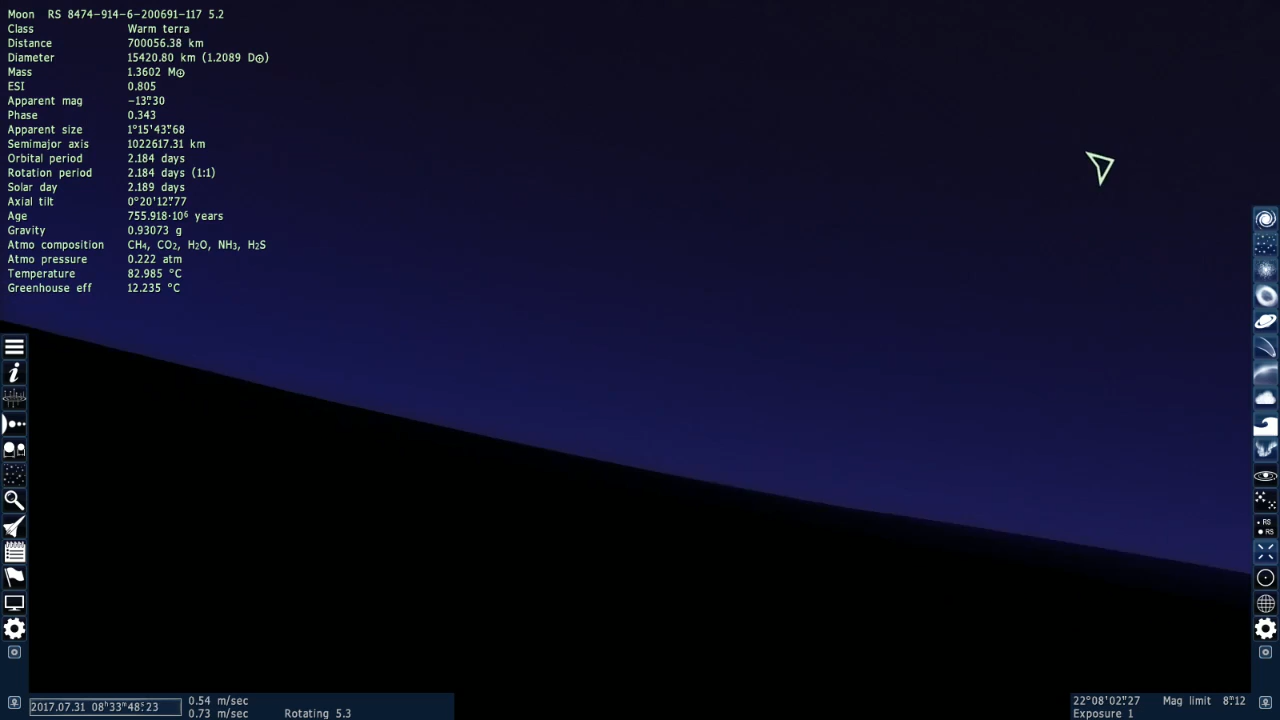 Moon RS 8474-914-6-200691-117 5.2
Class Warm terra
Distance 700056.38 km
Diameter 15420.80 km (1.2089 D⊙)
Mass 1.3602 M⊙
ESI 0.805
Apparent mag -13ᵐ30
Phase 0.343
Apparent size 1°15'43"68
Semimajor axis 1022617.31 km
Orbital period 2.184 days
Rotation period 2.184 days (1:1)
Solar day 2.189 days
Axial tilt 0°20'12"77
Age 755.918·10⁶ years
Gravity 0.93073 g
Atmo composition CH₄, CO₂, H₂O, NH₃, H₂S
Atmo pressure 0.222 atm
Temperature 82.985 °C
Greenhouse eff 12.235 °C
RS
RS
2017.07.31 08ʰ33ᵐ48ˢ23
0.54 m/sec
0.73 m/sec Rotating 5.3
22°08'02"27 Mag limit 8ᵐ12
Exposure 1